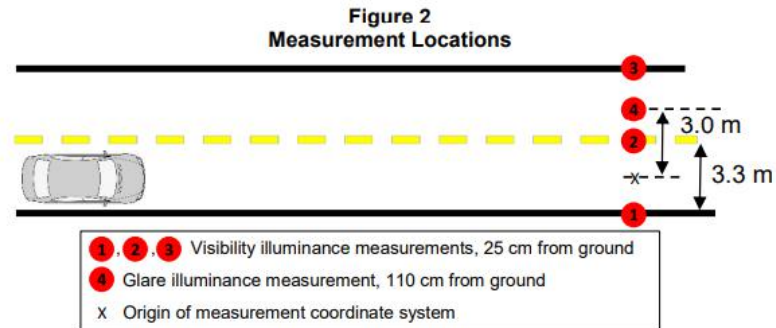 Figure 2
Measurement Locations
3
4
3.0 m
2
3.3 m
x
1
1, 2, 3 Visibility illuminance measurements, 25 cm from ground
4 Glare illuminance measurement, 110 cm from ground
x Origin of measurement coordinate system